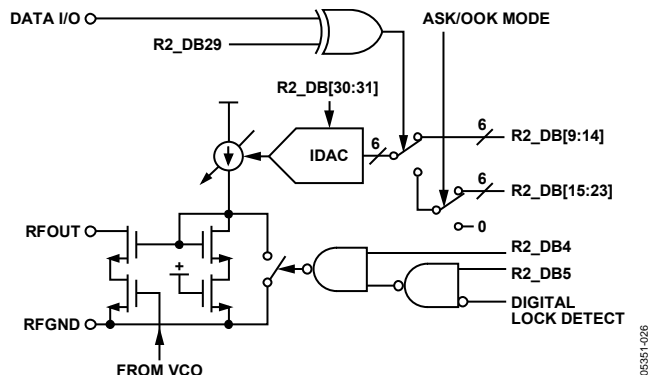 DATA I/O
ASK/OOK MODE
R2_DB29
R2_DB[30:31]
6
R2_DB[9:14]
IDAC
6
6
R2_DB[15:23]
0
RFOUT
R2_DB4
+
R2_DB5
DIGITAL
LOCK DETECT
RFGND
FROM VCO
05351-026